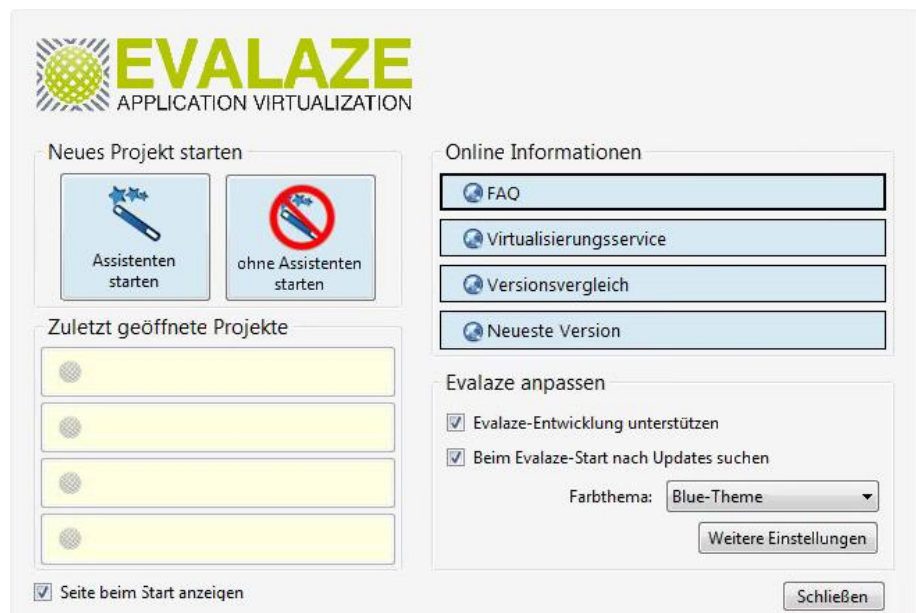 EVALAZE
APPLICATION VIRTUALIZATION
Neues Projekt starten
Assistenten
starten
ohne Assistenten
starten
Zuletzt geöffnete Projekte
Seite beim Start anzeigen
Online Informationen
FAQ
Virtualisierungsservice
Versionsvergleich
Neueste Version
Evalaze anpassen
Evalaze-Entwicklung unterstützen
Beim Evalaze-Start nach Updates suchen
Farbthema: Blue-Theme
Weitere Einstellungen
Schließen